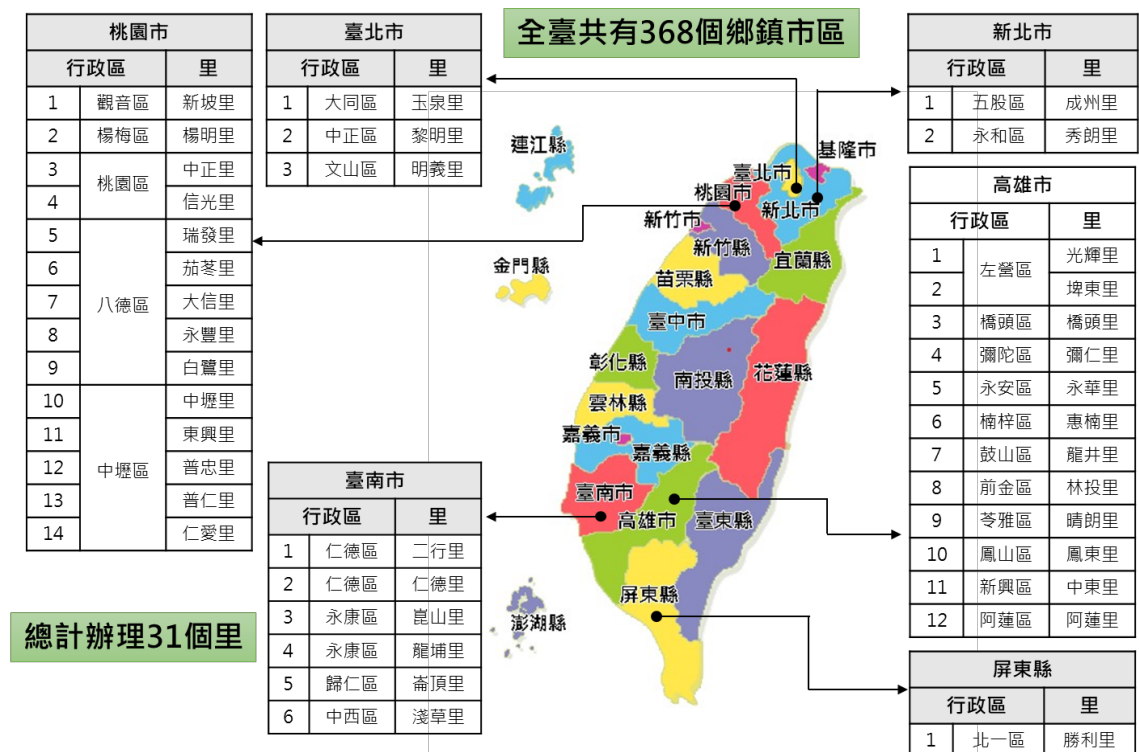 全臺共有368個鄉鎮市區
桃園市
行政區 里
1 觀音區 新坡里
2 楊梅區 楊明里
3 桃園區 中正里
4 信光里
5 八德區 瑞發里
6 茄苳里
7 大信里
8 永豐里
9 白鷺里
10 中壢區 中壢里
11 東興里
12 普忠里
13 普仁里
14 仁愛里
臺北市
行政區 里
1 大同區 玉泉里
2 中正區 黎明里
3 文山區 明義里
新北市
行政區 里
1 五股區 成州里
2 永和區 秀朗里
高雄市
行政區 里
1 左營區 光輝里
2 埤東里
3 橋頭區 橋頭里
4 彌陀區 彌仁里
5 永安區 永華里
6 楠梓區 惠楠里
7 鼓山區 龍井里
8 前金區 林投里
9 苓雅區 晴朗里
10 鳳山區 鳳東里
11 新興區 中東里
12 阿蓮區 阿蓮里
臺南市
行政區 里
1 仁德區 二行里
2 仁德區 仁德里
3 永康區 崑山里
4 永康區 龍埔里
5 歸仁區 崙頂里
6 中西區 淺草里
屏東縣
行政區 里
1 北一區 勝利里
連江縣
基隆市
臺北市
桃園市
新北市
新竹市
新竹縣
宜蘭縣
金門縣
苗栗縣
臺中市
彰化縣
南投縣
花蓮縣
雲林縣
嘉義市
嘉義縣
臺南市
高雄市
臺東縣
屏東縣
澎湖縣
總計辦理31個里